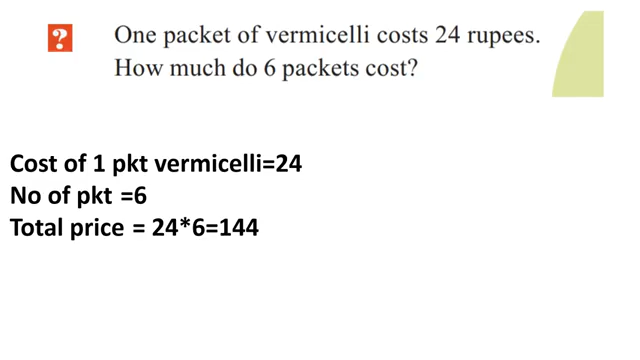 ?
One packet of vermicelli costs 24 rupees.
How much do 6 packets cost?
Cost of 1 pkt vermicelli=24
No of pkt =6
Total price = 24*6=144